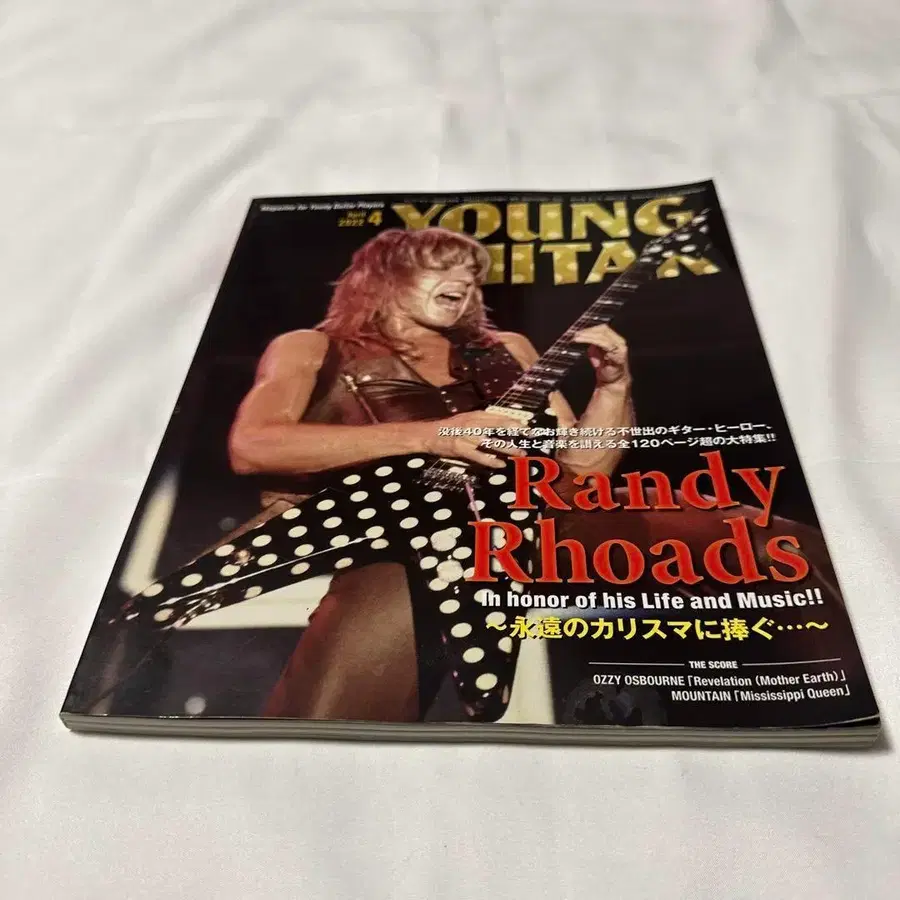 Magazine for Young Guitar Players
April
2022 4
YOUNG
GUITAR
没後40年を経てなお輝き続ける不世出のギター・ヒーロー、
その人生と音楽を讃える全120ページ超の大特集!!
Randy
Rhoads
In honor of his Life and Music!!
〜永遠のカリスマに捧ぐ…〜
THE SCORE
OZZY OSBOURNE「Revelation (Mother Earth)」
MOUNTAIN「Mississippi Queen」